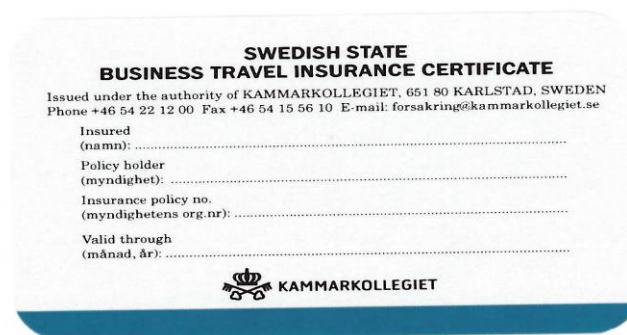 SWEDISH STATE
BUSINESS TRAVEL INSURANCE CERTIFICATE
Issued under the authority of KAMMARKOLLEGIET, 651 80 KARLSTAD, SWEDEN
Phone +46 54 22 12 00 Fax +46 54 15 56 10 E-mail: forsakring@kammarkollegiet.se
Insured
(namn):
Policy holder
(myndighet):
Insurance policy no.
(myndighetens org.nr):
Valid through
(månad, år):
KAMMARKOLLEGIET